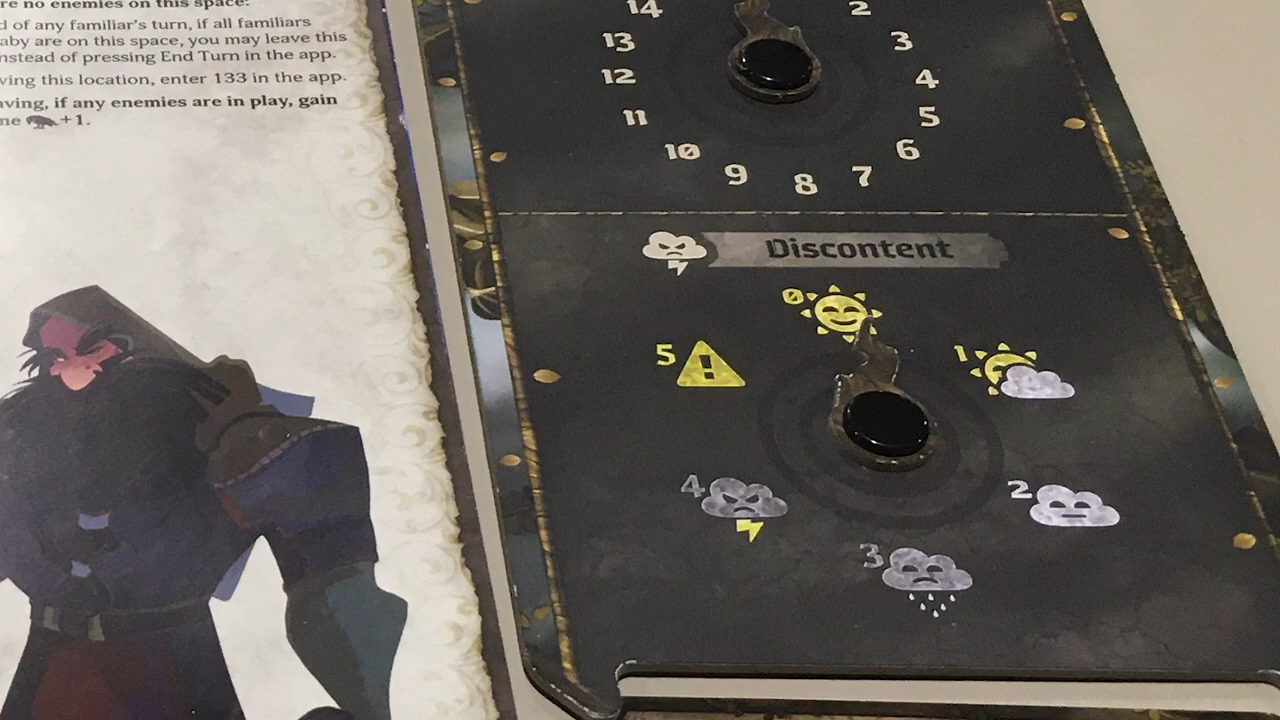 re no enemies on this space:
d of any familiar's turn, if all familiars
aby are on this space, you may leave this
nstead of pressing End Turn in the app.
ving this location, enter 133 in the app.
aving, if any enemies are in play, gain
ne +1.
14 2
13 3
12 4
11 5
10 6
9 8 7
Discontent
0
5 1
4 2
3